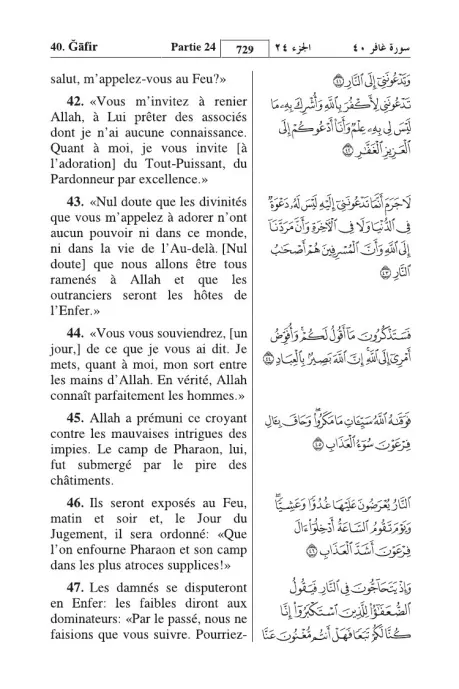 40. Ğāfir Partie 24 729 الجزء ٢٤ سورة غافر ٤٠
salut, m’appelez-vous au Feu?»
42. «Vous m’invitez à renier
Allah, à Lui prêter des associés
dont je n’ai aucune connaissance.
Quant à moi, je vous invite [à
l’adoration] du Tout-Puissant, du
Pardonneur par excellence.»
43. «Nul doute que les divinités
que vous m’appelez à adorer n’ont
aucun pouvoir ni dans ce monde,
ni dans la vie de l’Au-delà. [Nul
doute] que nous allons être tous
ramenés à Allah et que les
outranciers seront les hôtes de
l’Enfer.»
44. «Vous vous souviendrez, [un
jour,] de ce que je vous ai dit. Je
mets, quant à moi, mon sort entre
les mains d’Allah. En vérité, Allah
connaît parfaitement les hommes.»
45. Allah a prémuni ce croyant
contre les mauvaises intrigues des
impies. Le camp de Pharaon, lui,
fut submergé par le pire des
châtiments.
46. Ils seront exposés au Feu,
matin et soir et, le Jour du
Jugement, il sera ordonné: «Que
l’on enfourne Pharaon et son camp
dans les plus atroces supplices!»
47. Les damnés se disputeront
en Enfer: les faibles diront aux
dominateurs: «Par le passé, nous ne
faisions que vous suivre. Pourriez-
وَتَدْعُونَنِيٓ إِلَى ٱلنَّارِ ٤١
تَدْعُونَنِي لِأَكْفُرَ بِٱللَّهِ وَأُشْرِكَ بِهِۦ مَا
لَيْسَ لِي بِهِۦ عِلْمٌ وَأَنَا۠ أَدْعُوكُمْ إِلَى
ٱلْعَزِيزِ ٱلْغَفَّٰرِ ٤٢
لَا جَرَمَ أَنَّمَا تَدْعُونَنِيٓ إِلَيْهِ لَيْسَ لَهُۥ دَعْوَةٌ
فِي ٱلدُّنْيَا وَلَا فِي ٱلْءَاخِرَةِ وَأَنَّ مَرَدَّنَآ
إِلَى ٱللَّهِ وَأَنَّ ٱلْمُسْرِفِينَ هُمْ أَصْحَٰبُ
ٱلنَّارِ ٤٣
فَسَتَذْكُرُونَ مَآ أَقُولُ لَكُمْ وَأُفَوِّضُ
أَمْرِيٓ إِلَى ٱللَّهِ إِنَّ ٱللَّهَ بَصِيرٌۢ بِٱلْعِبَادِ ٤٤
فَوَقَىٰهُ ٱللَّهُ سَيِّـَٔاتِ مَا مَكَرُوا۟ وَحَاقَ بِـَٔالِ
فِرْعَوْنَ سُوٓءُ ٱلْعَذَابِ ٤٥
ٱلنَّارُ يُعْرَضُونَ عَلَيْهَا غُدُوًّا وَعَشِيًّا
وَيَوْمَ تَقُومُ ٱلسَّاعَةُ أَدْخِلُوٓا۟ ءَالَ
فِرْعَوْنَ أَشَدَّ ٱلْعَذَابِ ٤٦
وَإِذْ يَتَحَآجُّونَ فِي ٱلنَّارِ فَيَقُولُ
ٱلضُّعَفَٰٓؤُا۟ لِلَّذِينَ ٱسْتَكْبَرُوٓا۟ إِنَّا
كُنَّا لَكُمْ تَبَعًا فَهَلْ أَنتُم مُّغْنُونَ عَنَّا